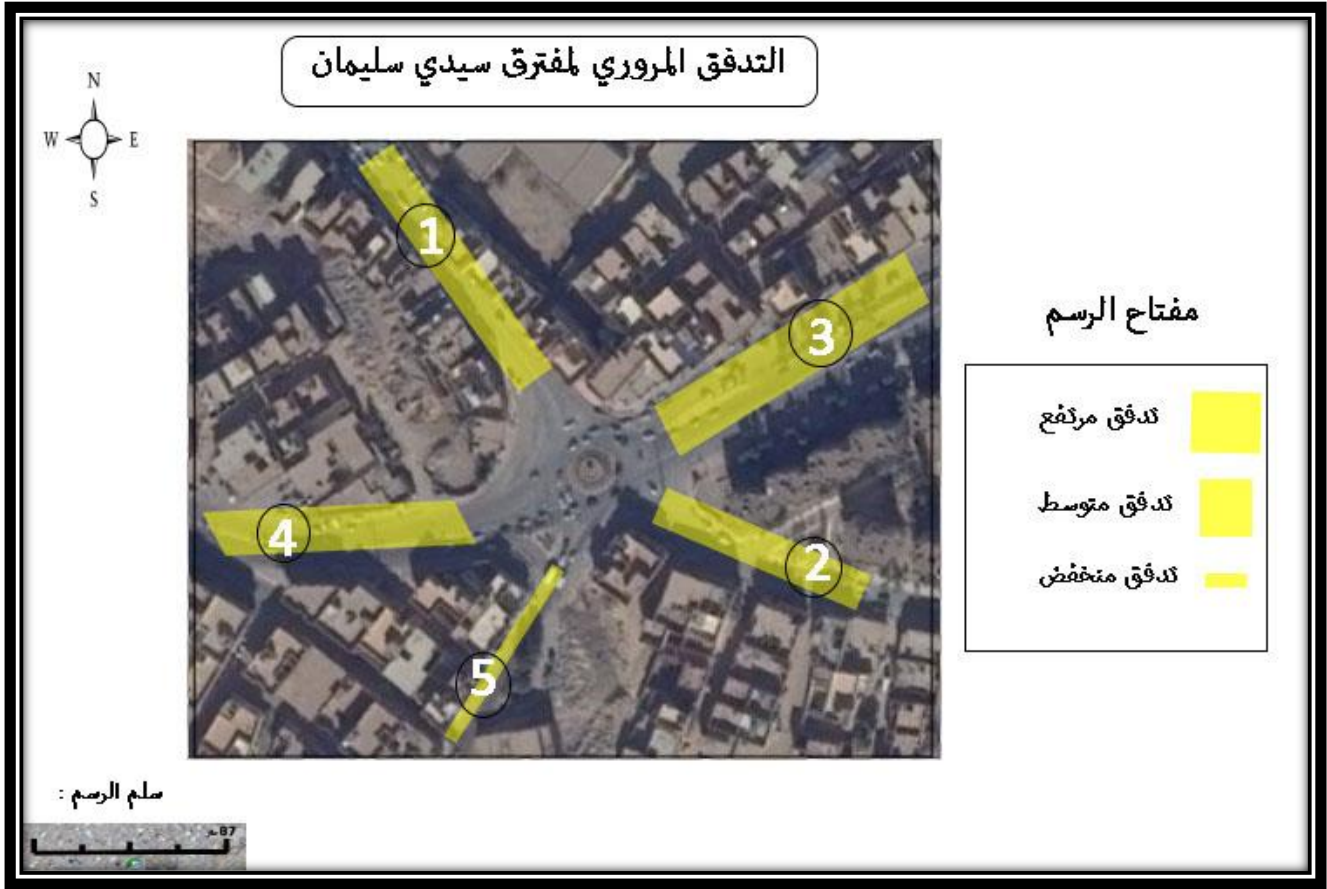 التدفق المروري لمفترق سيدي سليمان
N
W E
S
1
3
4
2
5
مفتاح الرسم
تدفق مرتفع
تدفق متوسط
تدفق منخفض
سلم الرسم :
87م